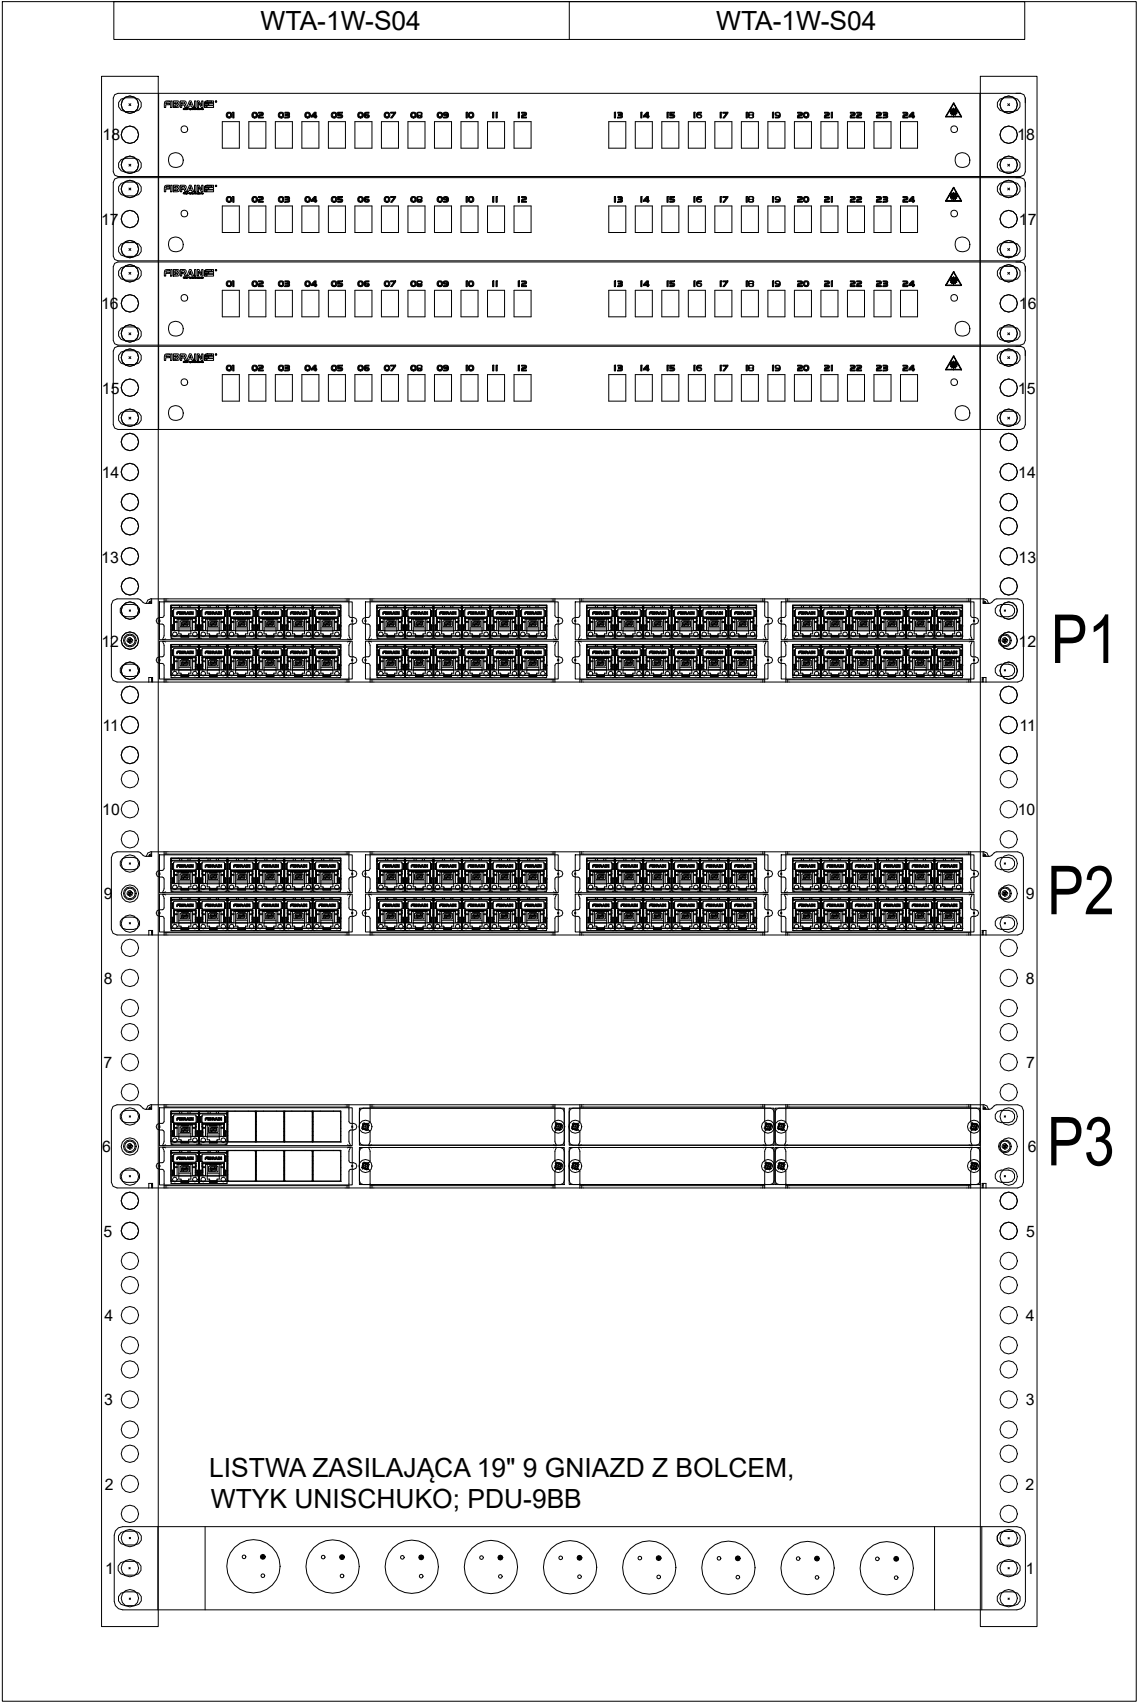 WTA-1W-S04 WTA-1W-S04
FIBRAIN
01 02 03 04 05 06 07 08 09 10 11 12 13 14 15 16 17 18 19 20 21 22 23 24
18 18
FIBRAIN
01 02 03 04 05 06 07 08 09 10 11 12 13 14 15 16 17 18 19 20 21 22 23 24
17 17
FIBRAIN
01 02 03 04 05 06 07 08 09 10 11 12 13 14 15 16 17 18 19 20 21 22 23 24
16 16
FIBRAIN
01 02 03 04 05 06 07 08 09 10 11 12 13 14 15 16 17 18 19 20 21 22 23 24
15 15
14 14
13 13
12 12 P1
11 11
10 10
9 9 P2
8 8
7 7
6 6 P3
5 5
4 4
3 3
LISTWA ZASILAJĄCA 19" 9 GNIAZD Z BOLCEM,
2 2
WTYK UNISCHUKO; PDU-9BB
1 1